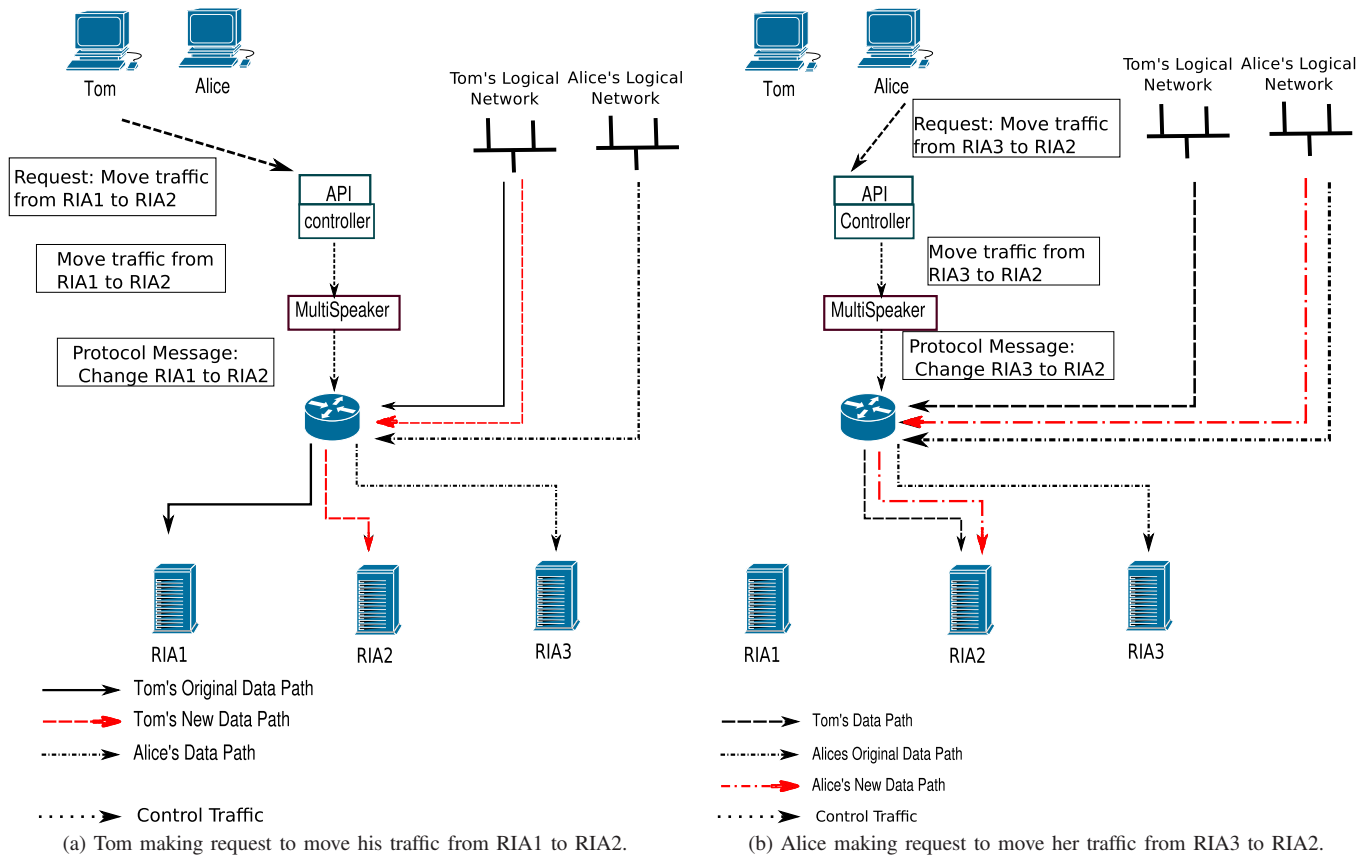 Tom
Alice
Tom's Logical
Network
Alice's Logical
Network
Request: Move traffic
from RIA1 to RIA2
API
controller
Move traffic from
RIA1 to RIA2
MultiSpeaker
Protocol Message:
Change RIA1 to RIA2
RIA1
RIA2
RIA3
Tom's Original Data Path
Tom's New Data Path
Alice's Data Path
Control Traffic
(a) Tom making request to move his traffic from RIA1 to RIA2.
Tom
Alice
Tom's Logical
Network
Alice's Logical
Network
Request: Move traffic
from RIA3 to RIA2
API
Controller
Move traffic from
RIA3 to RIA2
MultiSpeaker
Protocol Message:
Change RIA3 to RIA2
RIA1
RIA2
RIA3
Tom's Data Path
Alices Original Data Path
Alice's New Data Path
Control Traffic
(b) Alice making request to move her traffic from RIA3 to RIA2.